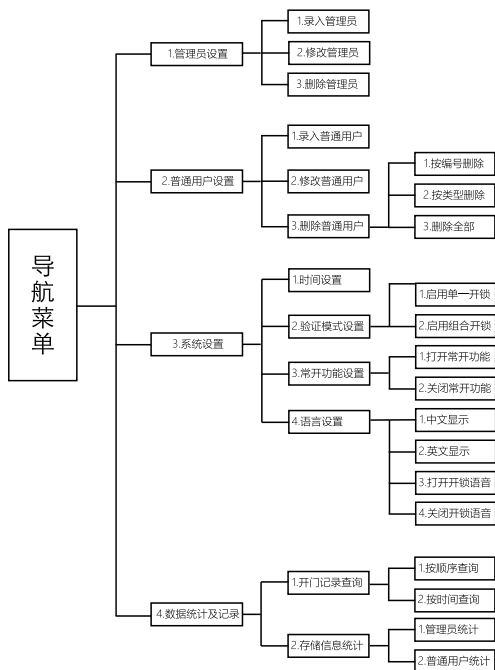 导航菜单
1.管理员设置
1.录入管理员
2.修改管理员
3.删除管理员
2.普通用户设置
1.录入普通用户
2.修改普通用户
3.删除普通用户
1.按编号删除
2.按类型删除
3.删除全部
3.系统设置
1.时间设置
2.验证模式设置
1.启用单一开锁
2.启用组合开锁
3.常开功能设置
1.打开常开功能
2.关闭常开功能
4.语言设置
1.中文显示
2.英文显示
3.打开开锁语音
4.关闭开锁语音
4.数据统计及记录
1.开门记录查询
1.按顺序查询
2.按时间查询
2.存储信息统计
1.管理员统计
2.普通用户统计